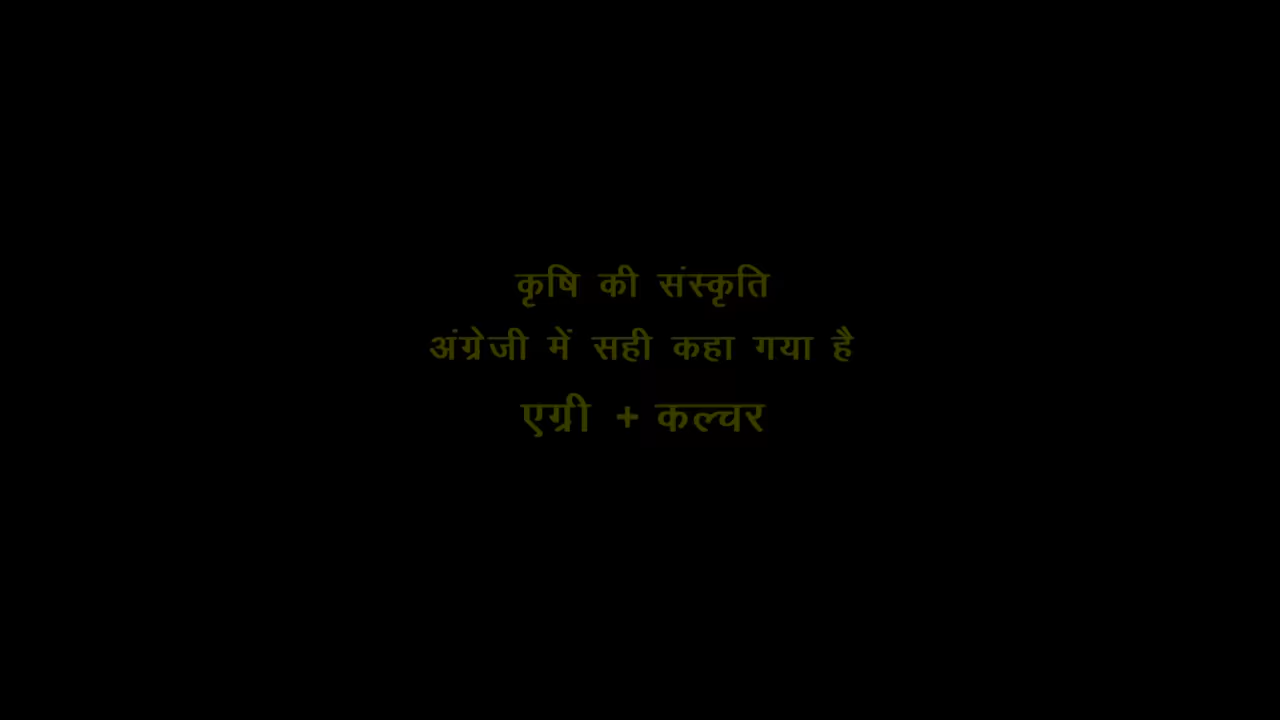 कृषि की संस्कृति
अंग्रेजी में सही कहा गया है
एग्री + कल्चर